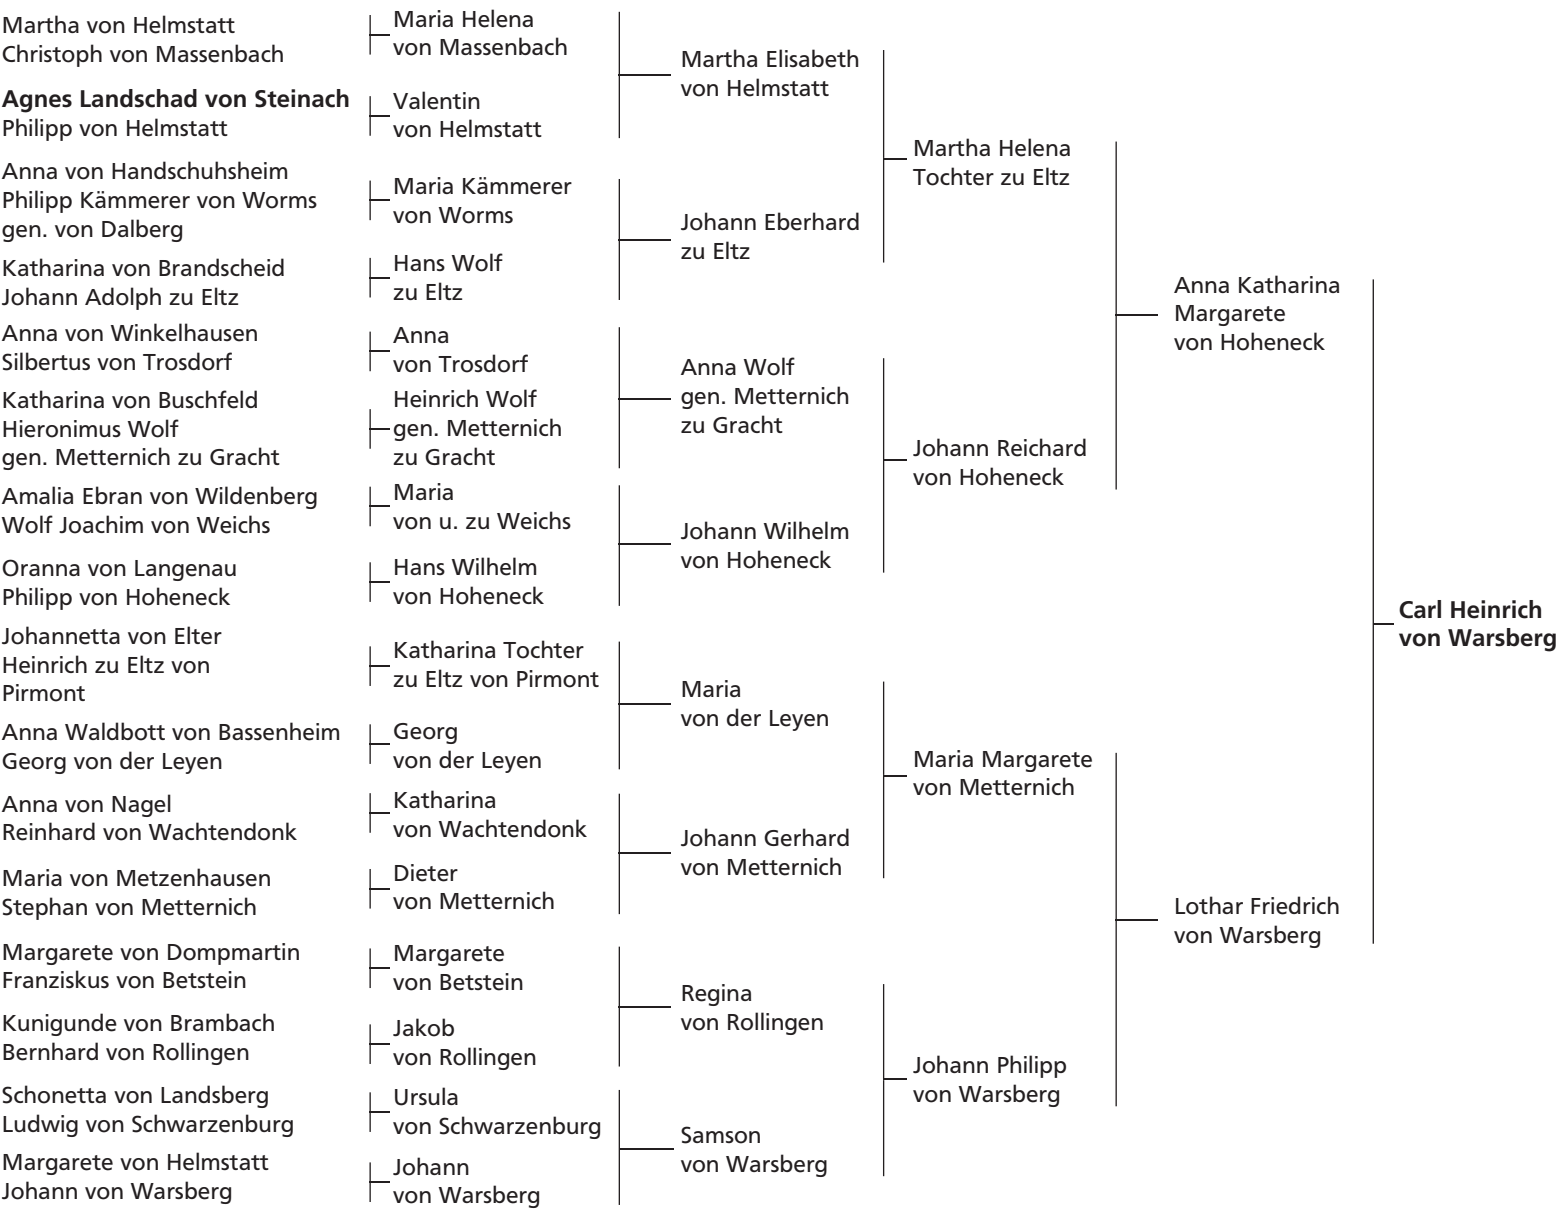 Martha von Helmstatt
Christoph von Massenbach
Agnes Landschad von Steinach
Philipp von Helmstatt
Anna von Handschuhsheim
Philipp Kämmerer von Worms
gen. von Dalberg
Katharina von Brandscheid
Johann Adolph zu Eltz
Anna von Winkelhausen
Silbertus von Trosdorf
Katharina von Buschfeld
Hieronimus Wolf
gen. Metternich zu Gracht
Amalia Ebran von Wildenberg
Wolf Joachim von Weichs
Oranna von Langenau
Philipp von Hoheneck
Johannetta von Elter
Heinrich zu Eltz von
Pirmont
Anna Waldbott von Bassenheim
Georg von der Leyen
Anna von Nagel
Reinhard von Wachtendonk
Maria von Metzenhausen
Stephan von Metternich
Margarete von Dompmartin
Franziskus von Betstein
Kunigunde von Brambach
Bernhard von Rollingen
Schonetta von Landsberg
Ludwig von Schwarzenburg
Margarete von Helmstatt
Johann von Warsberg
Maria Helena
von Massenbach
Valentin
von Helmstatt
Maria Kämmerer
von Worms
Hans Wolf
zu Eltz
Anna
von Trosdorf
Heinrich Wolf
gen. Metternich
zu Gracht
Maria
von u. zu Weichs
Hans Wilhelm
von Hoheneck
Katharina Tochter
zu Eltz von Pirmont
Georg
von der Leyen
Katharina
von Wachtendonk
Dieter
von Metternich
Margarete
von Betstein
Jakob
von Rollingen
Ursula
von Schwarzenburg
Johann
von Warsberg
Martha Elisabeth
von Helmstatt
Johann Eberhard
zu Eltz
Anna Wolf
gen. Metternich
zu Gracht
Johann Wilhelm
von Hoheneck
Maria
von der Leyen
Johann Gerhard
von Metternich
Regina
von Rollingen
Samson
von Warsberg
Martha Helena
Tochter zu Eltz
Johann Reichard
von Hoheneck
Maria Margarete
von Metternich
Johann Philipp
von Warsberg
Anna Katharina
Margarete
von Hoheneck
Lothar Friedrich
von Warsberg
Carl Heinrich
von Warsberg